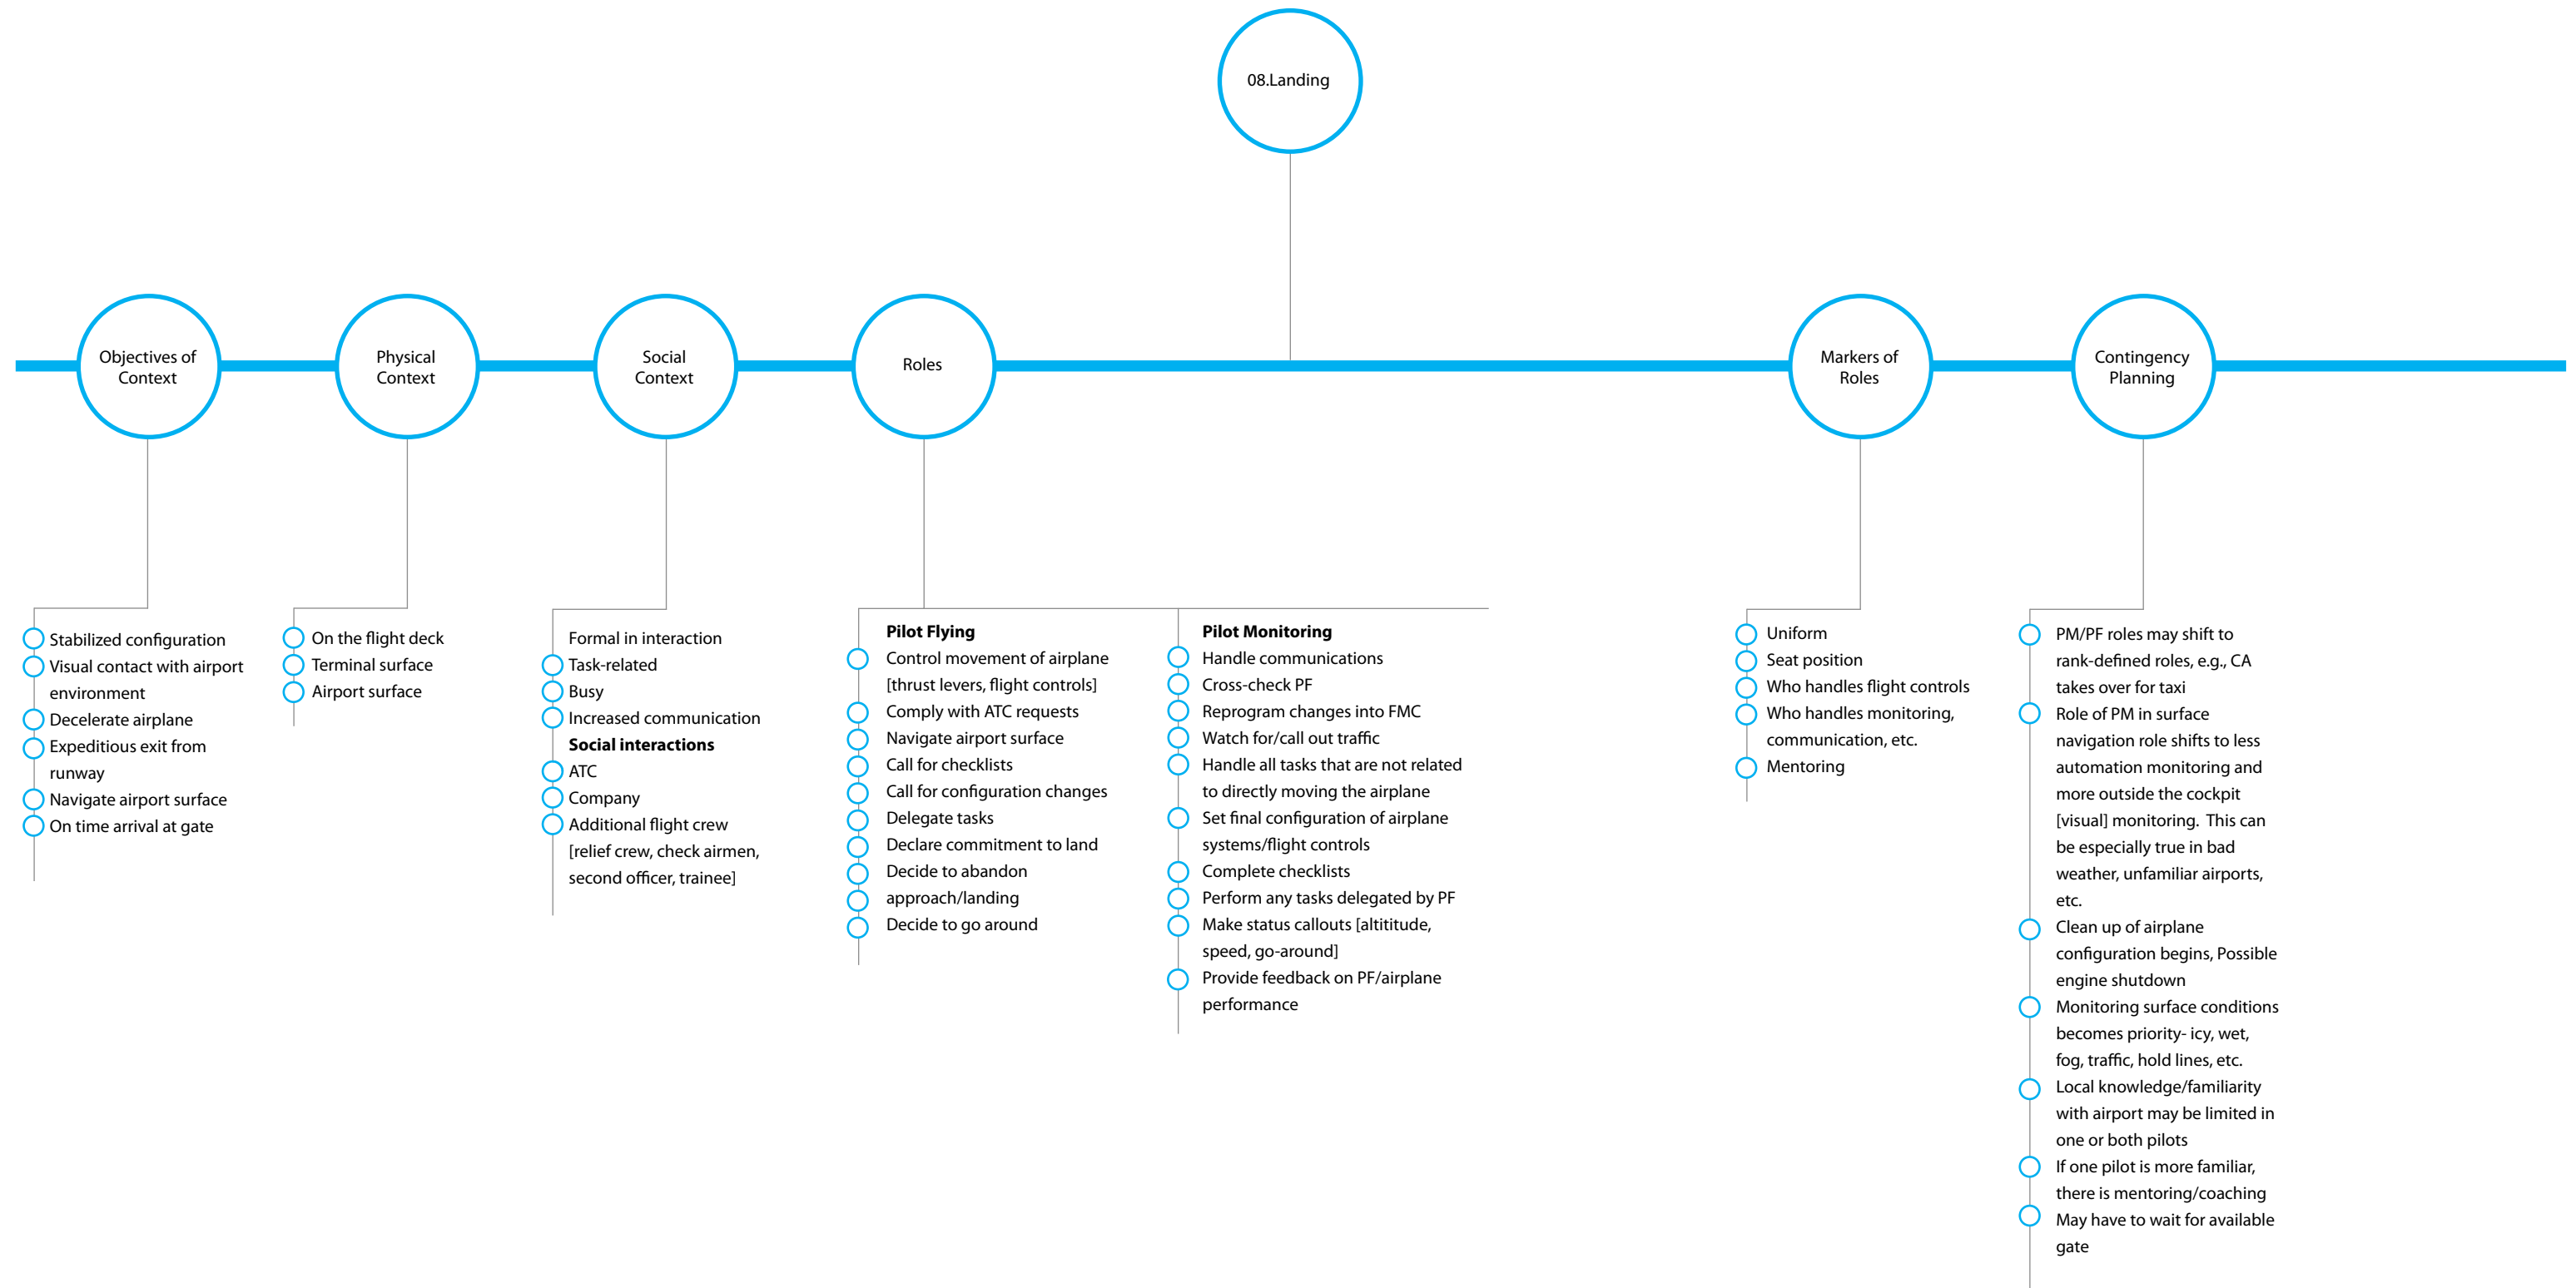 08.Landing
Objectives of
Context
Physical
Context
Social
Context
Roles
Markers of
Roles
Contingency
Planning
Stabilized configuration
Visual contact with airport
environment
Decelerate airplane
Expeditious exit from
runway
Navigate airport surface
On time arrival at gate
On the flight deck
Terminal surface
Airport surface
Formal in interaction
Task-related
Busy
Increased communication
Social interactions
ATC
Company
Additional flight crew
[relief crew, check airmen,
second officer, trainee]
Pilot Flying
Control movement of airplane
[thrust levers, flight controls]
Comply with ATC requests
Navigate airport surface
Call for checklists
Call for configuration changes
Delegate tasks
Declare commitment to land
Decide to abandon
approach/landing
Decide to go around
Pilot Monitoring
Handle communications
Cross-check PF
Reprogram changes into FMC
Watch for/call out traffic
Handle all tasks that are not related
to directly moving the airplane
Set final configuration of airplane
systems/flight controls
Complete checklists
Perform any tasks delegated by PF
Make status callouts [altititude,
speed, go-around]
Provide feedback on PF/airplane
performance
Uniform
Seat position
Who handles flight controls
Who handles monitoring,
communication, etc.
Mentoring
PM/PF roles may shift to
rank-defined roles, e.g., CA
takes over for taxi
Role of PM in surface
navigation role shifts to less
automation monitoring and
more outside the cockpit
[visual] monitoring.  This can
be especially true in bad
weather, unfamiliar airports,
etc.
Clean up of airplane
configuration begins, Possible
engine shutdown
Monitoring surface conditions
becomes priority- icy, wet,
fog, traffic, hold lines, etc.
Local knowledge/familiarity
with airport may be limited in
one or both pilots
If one pilot is more familiar,
there is mentoring/coaching
May have to wait for available
gate